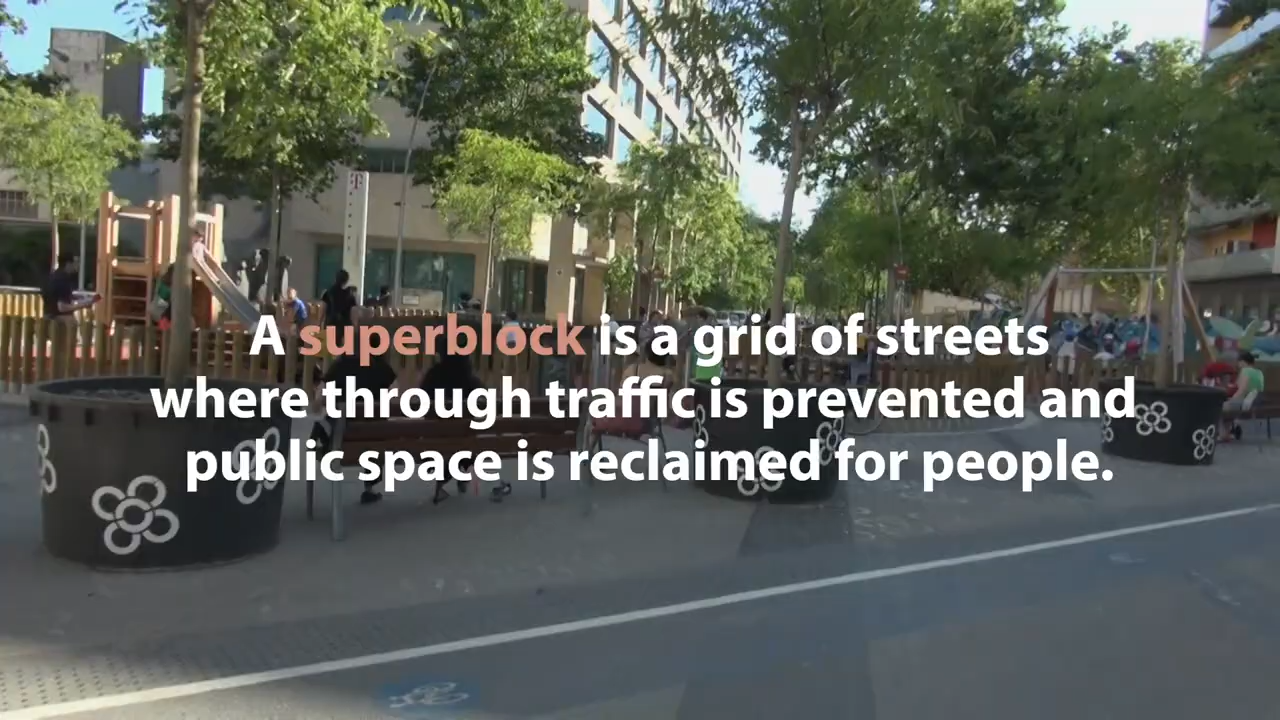 A superblock is a grid of streets
where through traffic is prevented and
public space is reclaimed for people.